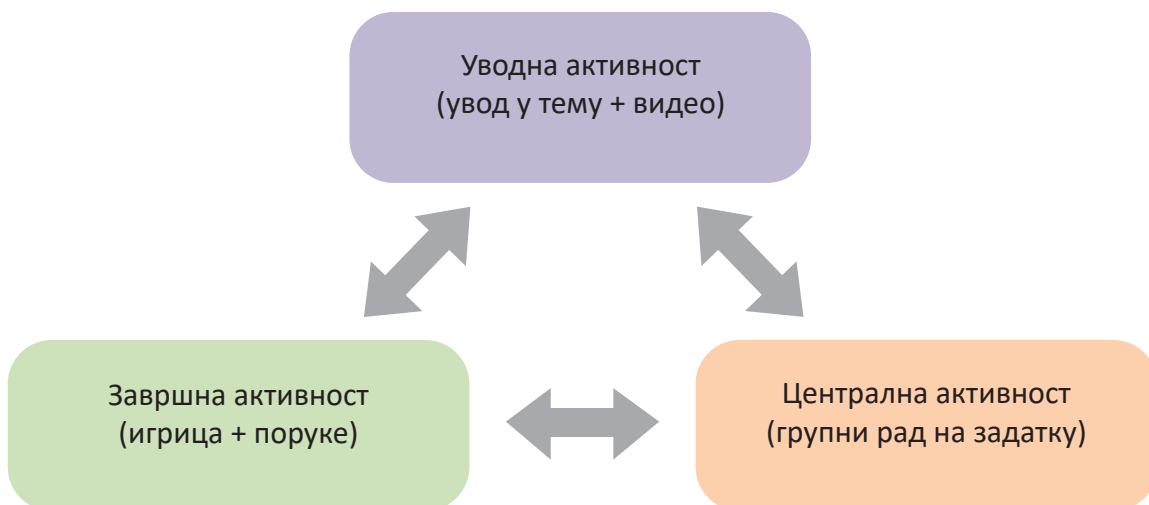 Уводна активност
(увод у тему + видео)
Завршна активност
(игрица + поруке)
Централна активност
(групни рад на задатку)